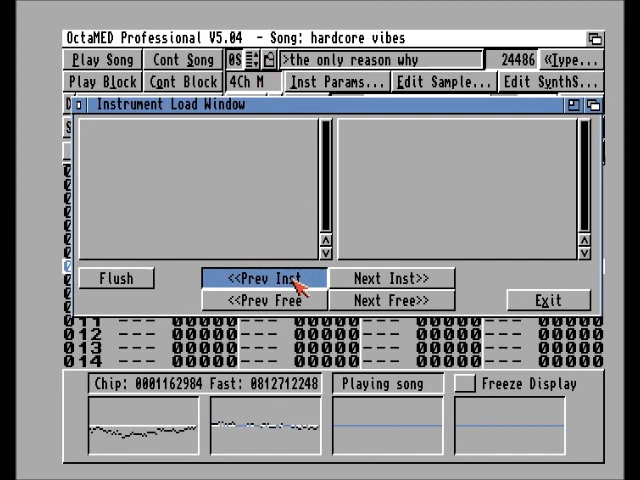 OctaMED Professional V5.04 - Song: hardcore vibes
Play Song Cont Song 0S >the only reason why 24486 «Type...
Play Block Cont Block 4Ch M Inst Params... Edit Sample... Edit SynthS...
Instrument Load Window
Flush <<Prev Inst Next Inst>>
<<Prev Free Next Free>> Exit
011 --- 00000 --- 00000 --- 00000 --- 00000
012 --- 00000 --- 00000 --- 00000 --- 00000
013 --- 00000 --- 00000 --- 00000 --- 00000
014 --- 00000 --- 00000 --- 00000 --- 00000
Chip: 0001162984 Fast: 0812712248 Playing song Freeze Display